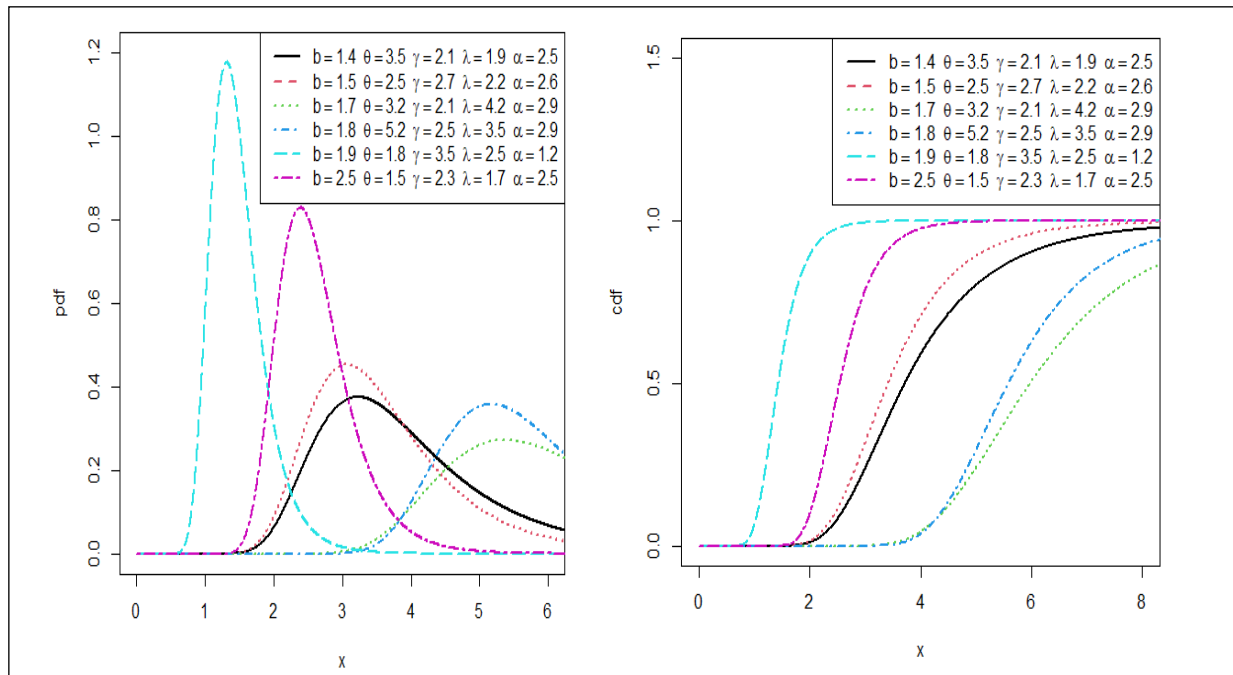 b = 1.4 θ = 3.5 γ = 2.1 λ = 1.9 α = 2.5
b = 1.5 θ = 2.5 γ = 2.7 λ = 2.2 α = 2.6
b = 1.7 θ = 3.2 γ = 2.1 λ = 4.2 α = 2.9
b = 1.8 θ = 5.2 γ = 2.5 λ = 3.5 α = 2.9
b = 1.9 θ = 1.8 γ = 3.5 λ = 2.5 α = 1.2
b = 2.5 θ = 1.5 γ = 2.3 λ = 1.7 α = 2.5
1.2
1.0
0.8
0.6
0.4
0.2
0.0
pdf
0 1 2 3 4 5 6
x
b = 1.4 θ = 3.5 γ = 2.1 λ = 1.9 α = 2.5
b = 1.5 θ = 2.5 γ = 2.7 λ = 2.2 α = 2.6
b = 1.7 θ = 3.2 γ = 2.1 λ = 4.2 α = 2.9
b = 1.8 θ = 5.2 γ = 2.5 λ = 3.5 α = 2.9
b = 1.9 θ = 1.8 γ = 3.5 λ = 2.5 α = 1.2
b = 2.5 θ = 1.5 γ = 2.3 λ = 1.7 α = 2.5
1.5
1.0
0.5
0.0
cdf
0 2 4 6 8
x